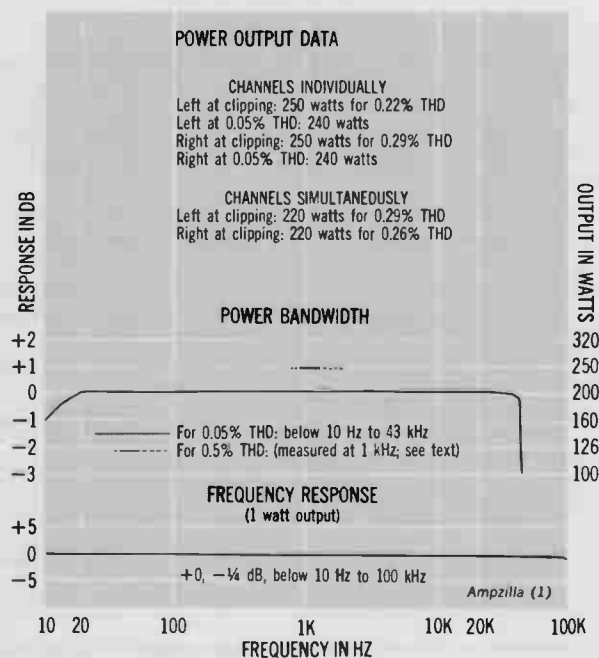 POWER OUTPUT DATA
CHANNELS INDIVIDUALLY
Left at clipping: 250 watts for 0.22% THD
Left at 0.05% THD: 240 watts
Right at clipping: 250 watts for 0.29% THD
Right at 0.05% THD: 240 watts
CHANNELS SIMULTANEOUSLY
Left at clipping: 220 watts for 0.29% THD
Right at clipping: 220 watts for 0.26% THD
RESPONSE IN DB
OUTPUT IN WATTS
POWER BANDWIDTH
+2 320
+1 250
0 200
−1 160
−2 126
−3 100
For 0.05% THD: below 10 Hz to 43 kHz
For 0.5% THD: (measured at 1 kHz; see text)
FREQUENCY RESPONSE
(1 watt output)
+5
0
−5
+0, −¼ dB, below 10 Hz to 100 kHz
Ampzilla (1)
10 20 100 1K 10K 20K 100K
FREQUENCY IN HZ